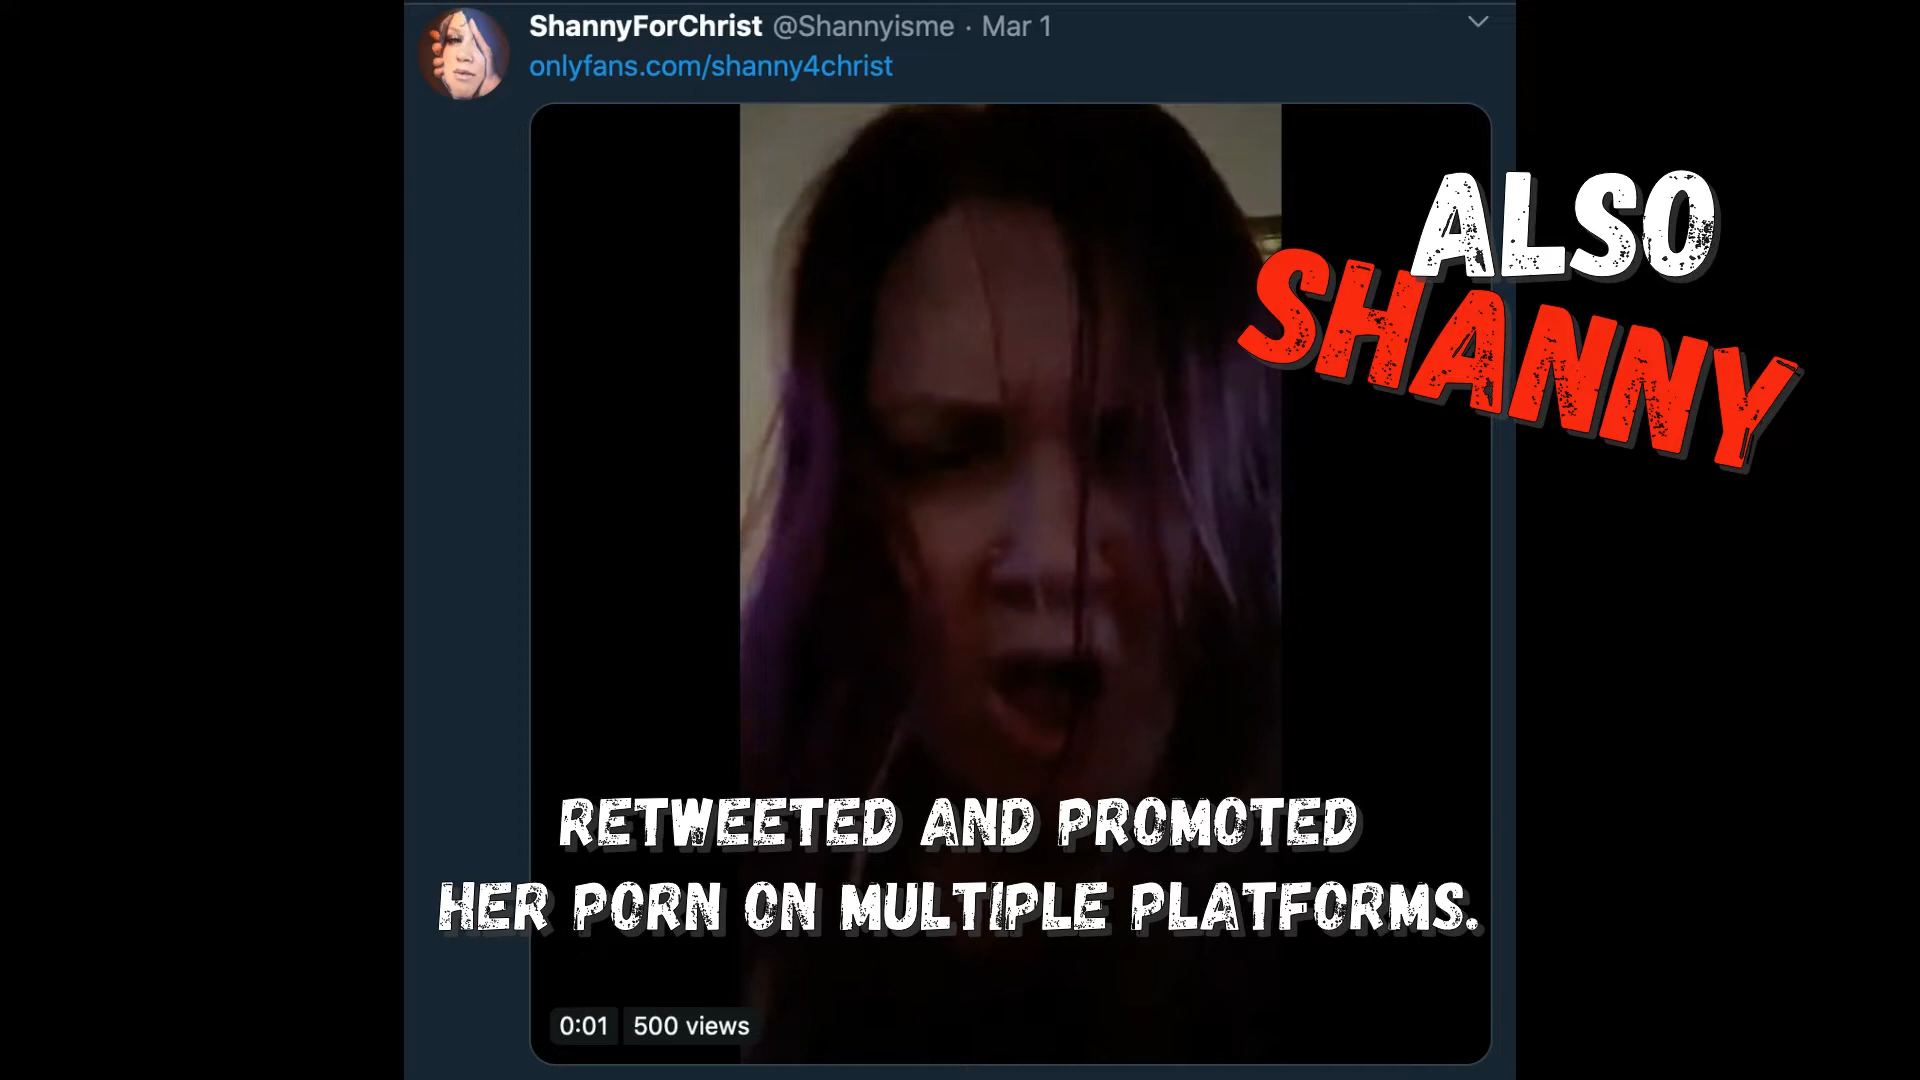 ShannyForChrist @Shannyisme · Mar 1
onlyfans.com/shanny4christ
ALSO
SHANNY
RETWEETED AND PROMOTED
HER PORN ON MULTIPLE PLATFORMS.
0:01 500 views